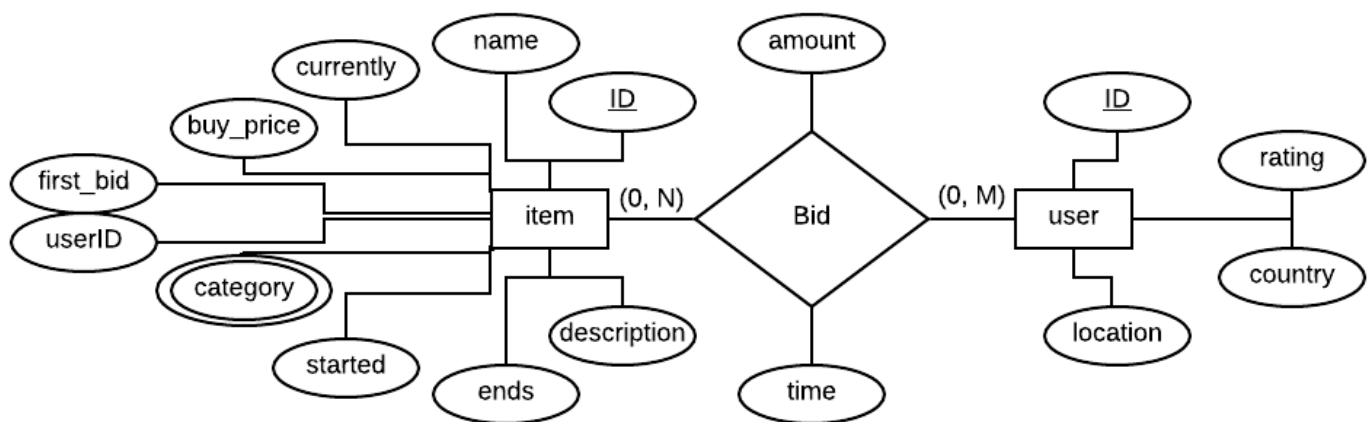 name
amount
currently
ID
ID
buy_price
rating
first_bid
item
(0, N)
Bid
(0, M)
user
userID
category
country
description
location
started
ends
time